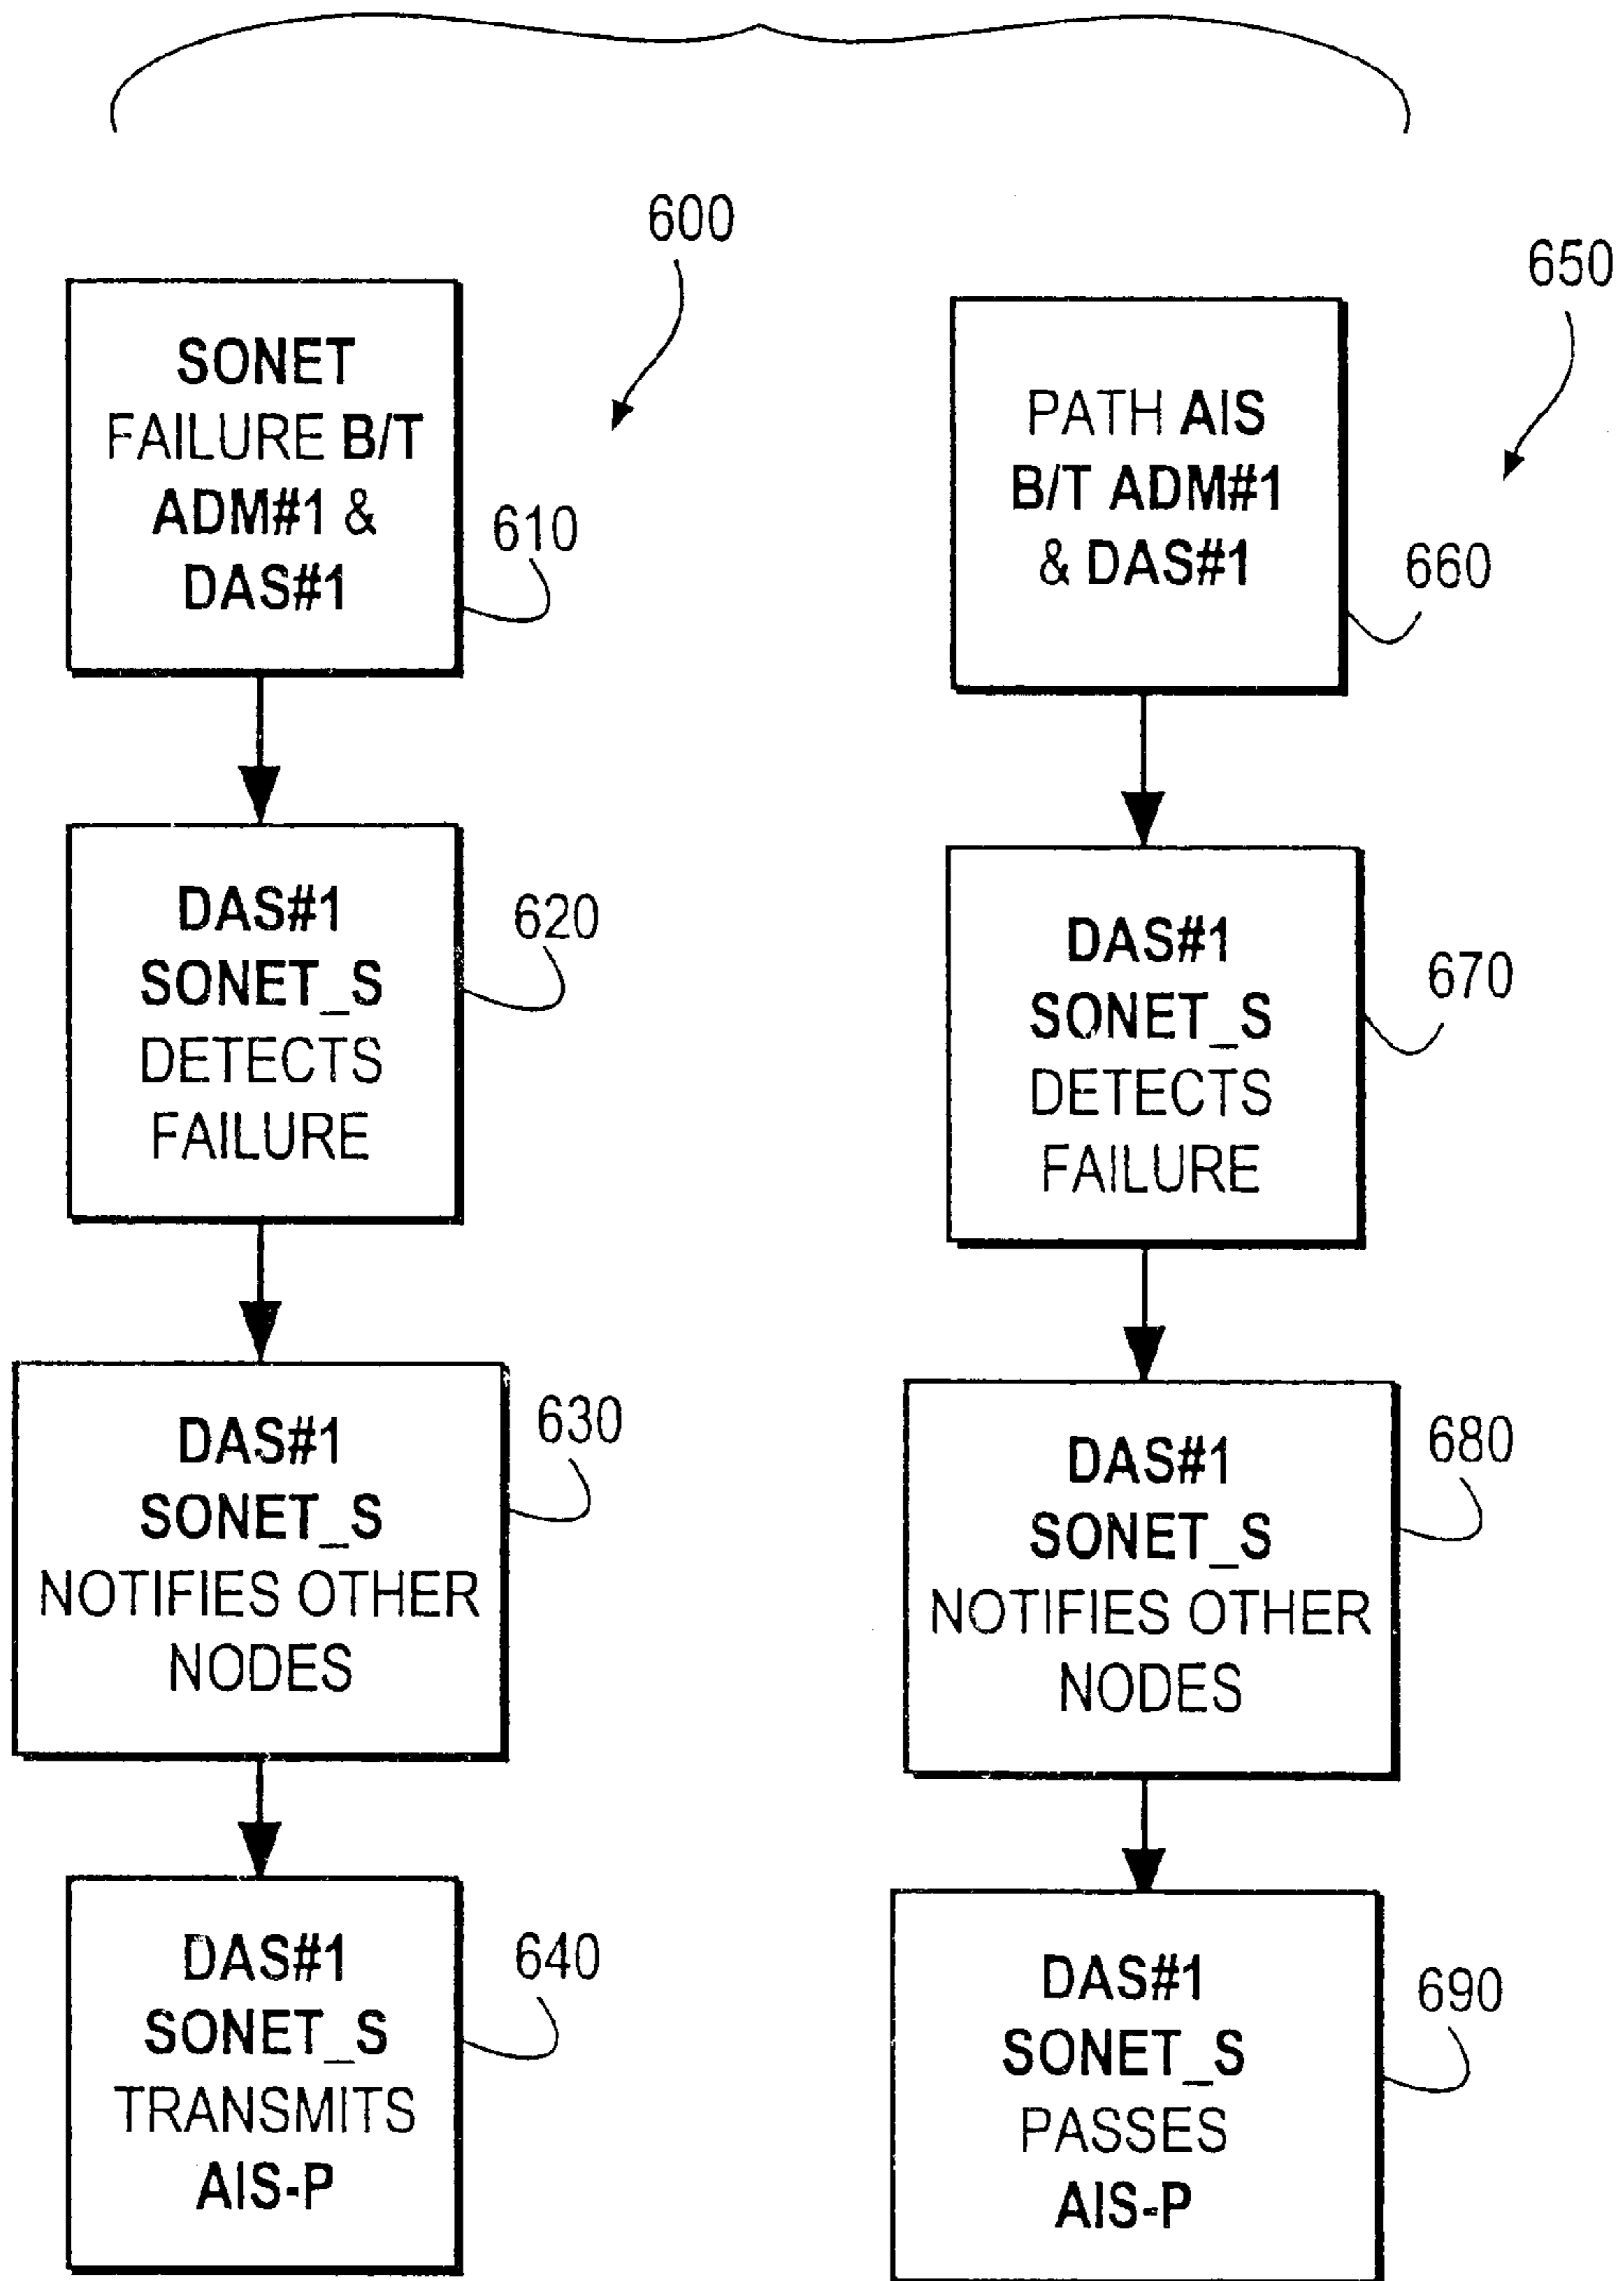 600
SONET
FAILURE B/T
ADM#1 &
DAS#1
610
DAS#1
SONET_S
DETECTS
FAILURE
620
DAS#1
SONET_S
NOTIFIES OTHER
NODES
630
DAS#1
SONET_S
TRANSMITS
AIS-P
640
650
PATH AIS
B/T ADM#1
& DAS#1
660
DAS#1
SONET_S
DETECTS
FAILURE
670
DAS#1
SONET_S
NOTIFIES OTHER
NODES
680
DAS#1
SONET_S
PASSES
AIS-P
690